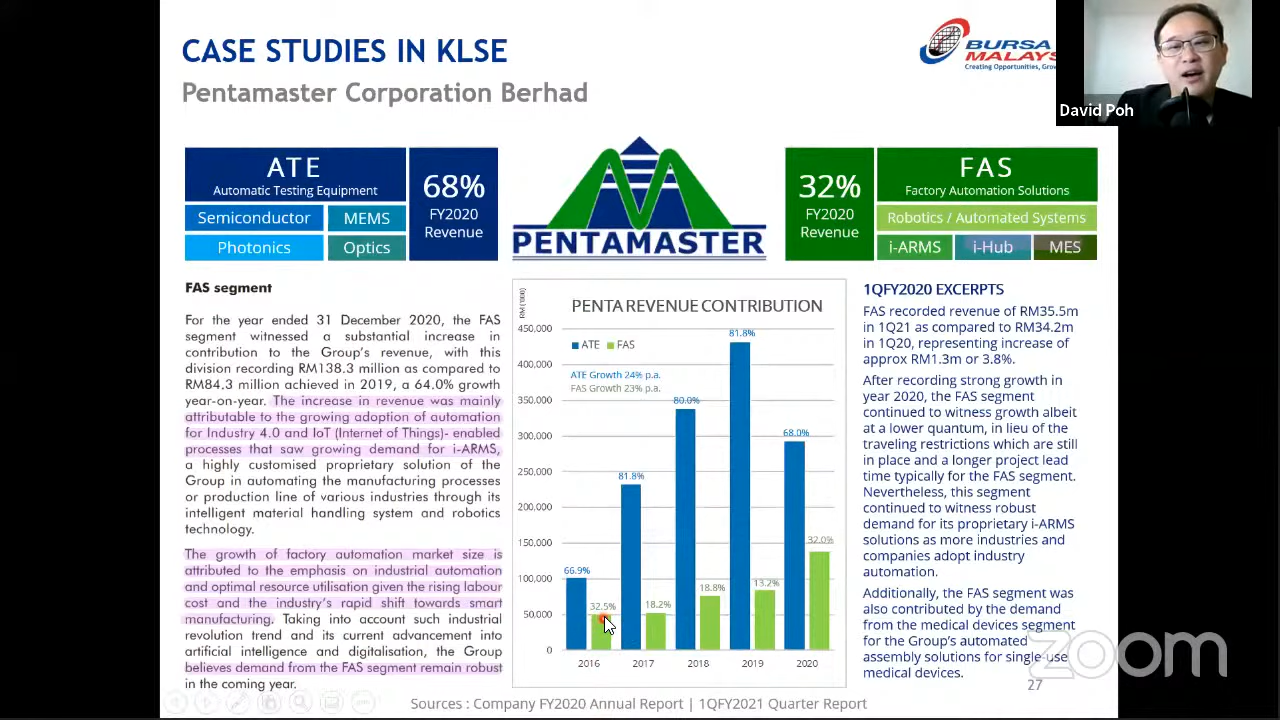 CASE STUDIES IN KLSE
Pentamaster Corporation Berhad
BURSA
MALAYS
Creating Opportunities, Grow
David Poh
ATE
Automatic Testing Equipment
Semiconductor
MEMS
Photonics
Optics
68%
FY2020
Revenue
PENTAMASTER
32%
FY2020
Revenue
FAS
Factory Automation Solutions
Robotics / Automated Systems
i-ARMS
i-Hub
MES
FAS segment
For the year ended 31 December 2020, the FAS
segment witnessed a substantial increase in
contribution to the Group's revenue, with this
division recording RM138.3 million as compared to
RM84.3 million achieved in 2019, a 64.0% growth
year-on-year. The increase in revenue was mainly
attributable to the growing adoption of automation
for Industry 4.0 and IoT (Internet of Things)- enabled
processes that saw growing demand for i-ARMS,
a highly customised proprietary solution of the
Group in automating the manufacturing processes
or production line of various industries through its
intelligent material handling system and robotics
technology.
The growth of factory automation market size is
attributed to the emphasis on industrial automation
and optimal resource utilisation given the rising labour
cost and the industry's rapid shift towards smart
manufacturing. Taking into account such industrial
revolution trend and its current advancement into
artificial intelligence and digitalisation, the Group
believes demand from the FAS segment remain robust
in the coming year.
RM ('000)
PENTA REVENUE CONTRIBUTION
ATE
FAS
ATE Growth 24% p.a.
FAS Growth 23% p.a.
450,000
400,000
350,000
300,000
250,000
200,000
150,000
100,000
50,000
0
66.9%
32.5%
81.8%
18.2%
80.0%
18.8%
81.8%
13.2%
68.0%
32.0%
2016
2017
2018
2019
2020
1QFY2020 EXCERPTS
FAS recorded revenue of RM35.5m
in 1Q21 as compared to RM34.2m
in 1Q20, representing increase of
approx RM1.3m or 3.8%.
After recording strong growth in
year 2020, the FAS segment
continued to witness growth albeit
at a lower quantum, in lieu of the
traveling restrictions which are still
in place and a longer project lead
time typically for the FAS segment.
Nevertheless, this segment
continued to witness robust
demand for its proprietary i-ARMS
solutions as more industries and
companies adopt industry
automation.
Additionally, the FAS segment was
also contributed by the demand
from the medical devices segment
for the Group's automated
assembly solutions for single-use
medical devices.
zoom
27
Sources : Company FY2020 Annual Report | 1QFY2021 Quarter Report